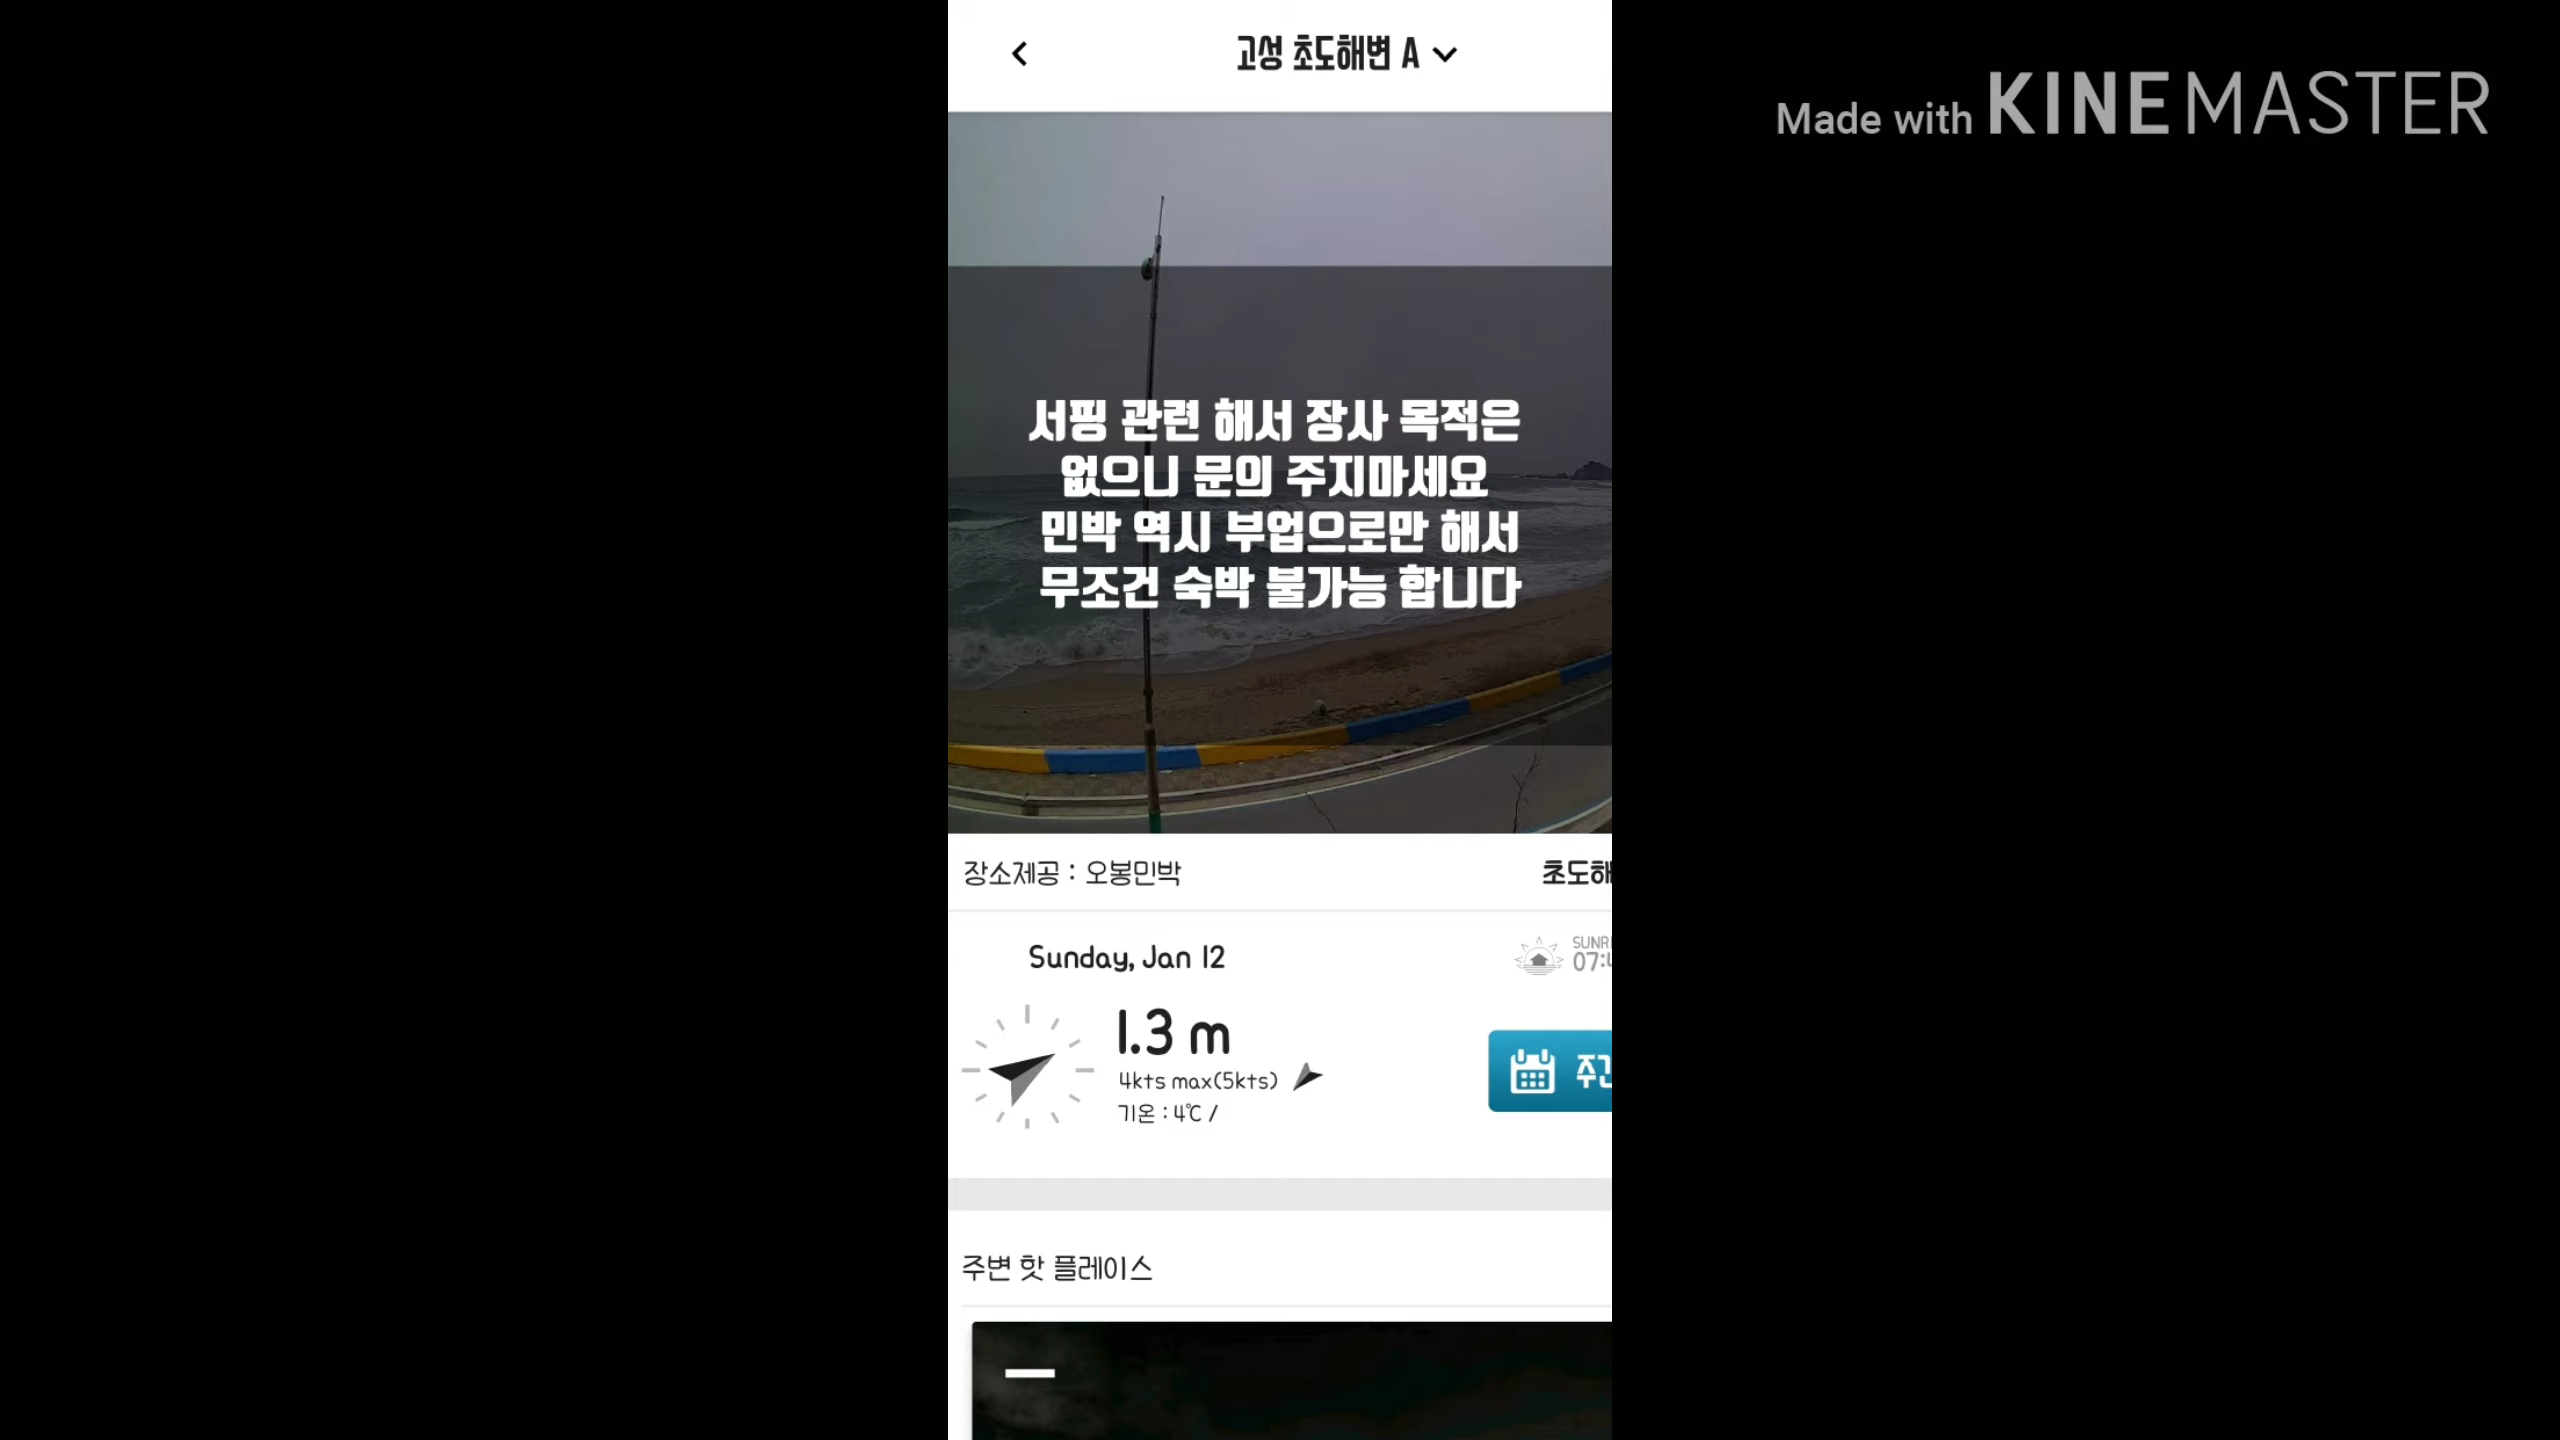 고성 초도해변 A
Made with KINEMASTER
서핑 관련 해서 장사 목적은
없으니 문의 주지마세요
민박 역시 부업으로만 해서
무조건 숙박 불가능 합니다
장소제공 : 오봉민박
초도해
Sunday, Jan 12
1.3 m
4kts max(5kts)
기온 : 4℃ /
주변 핫 플레이스